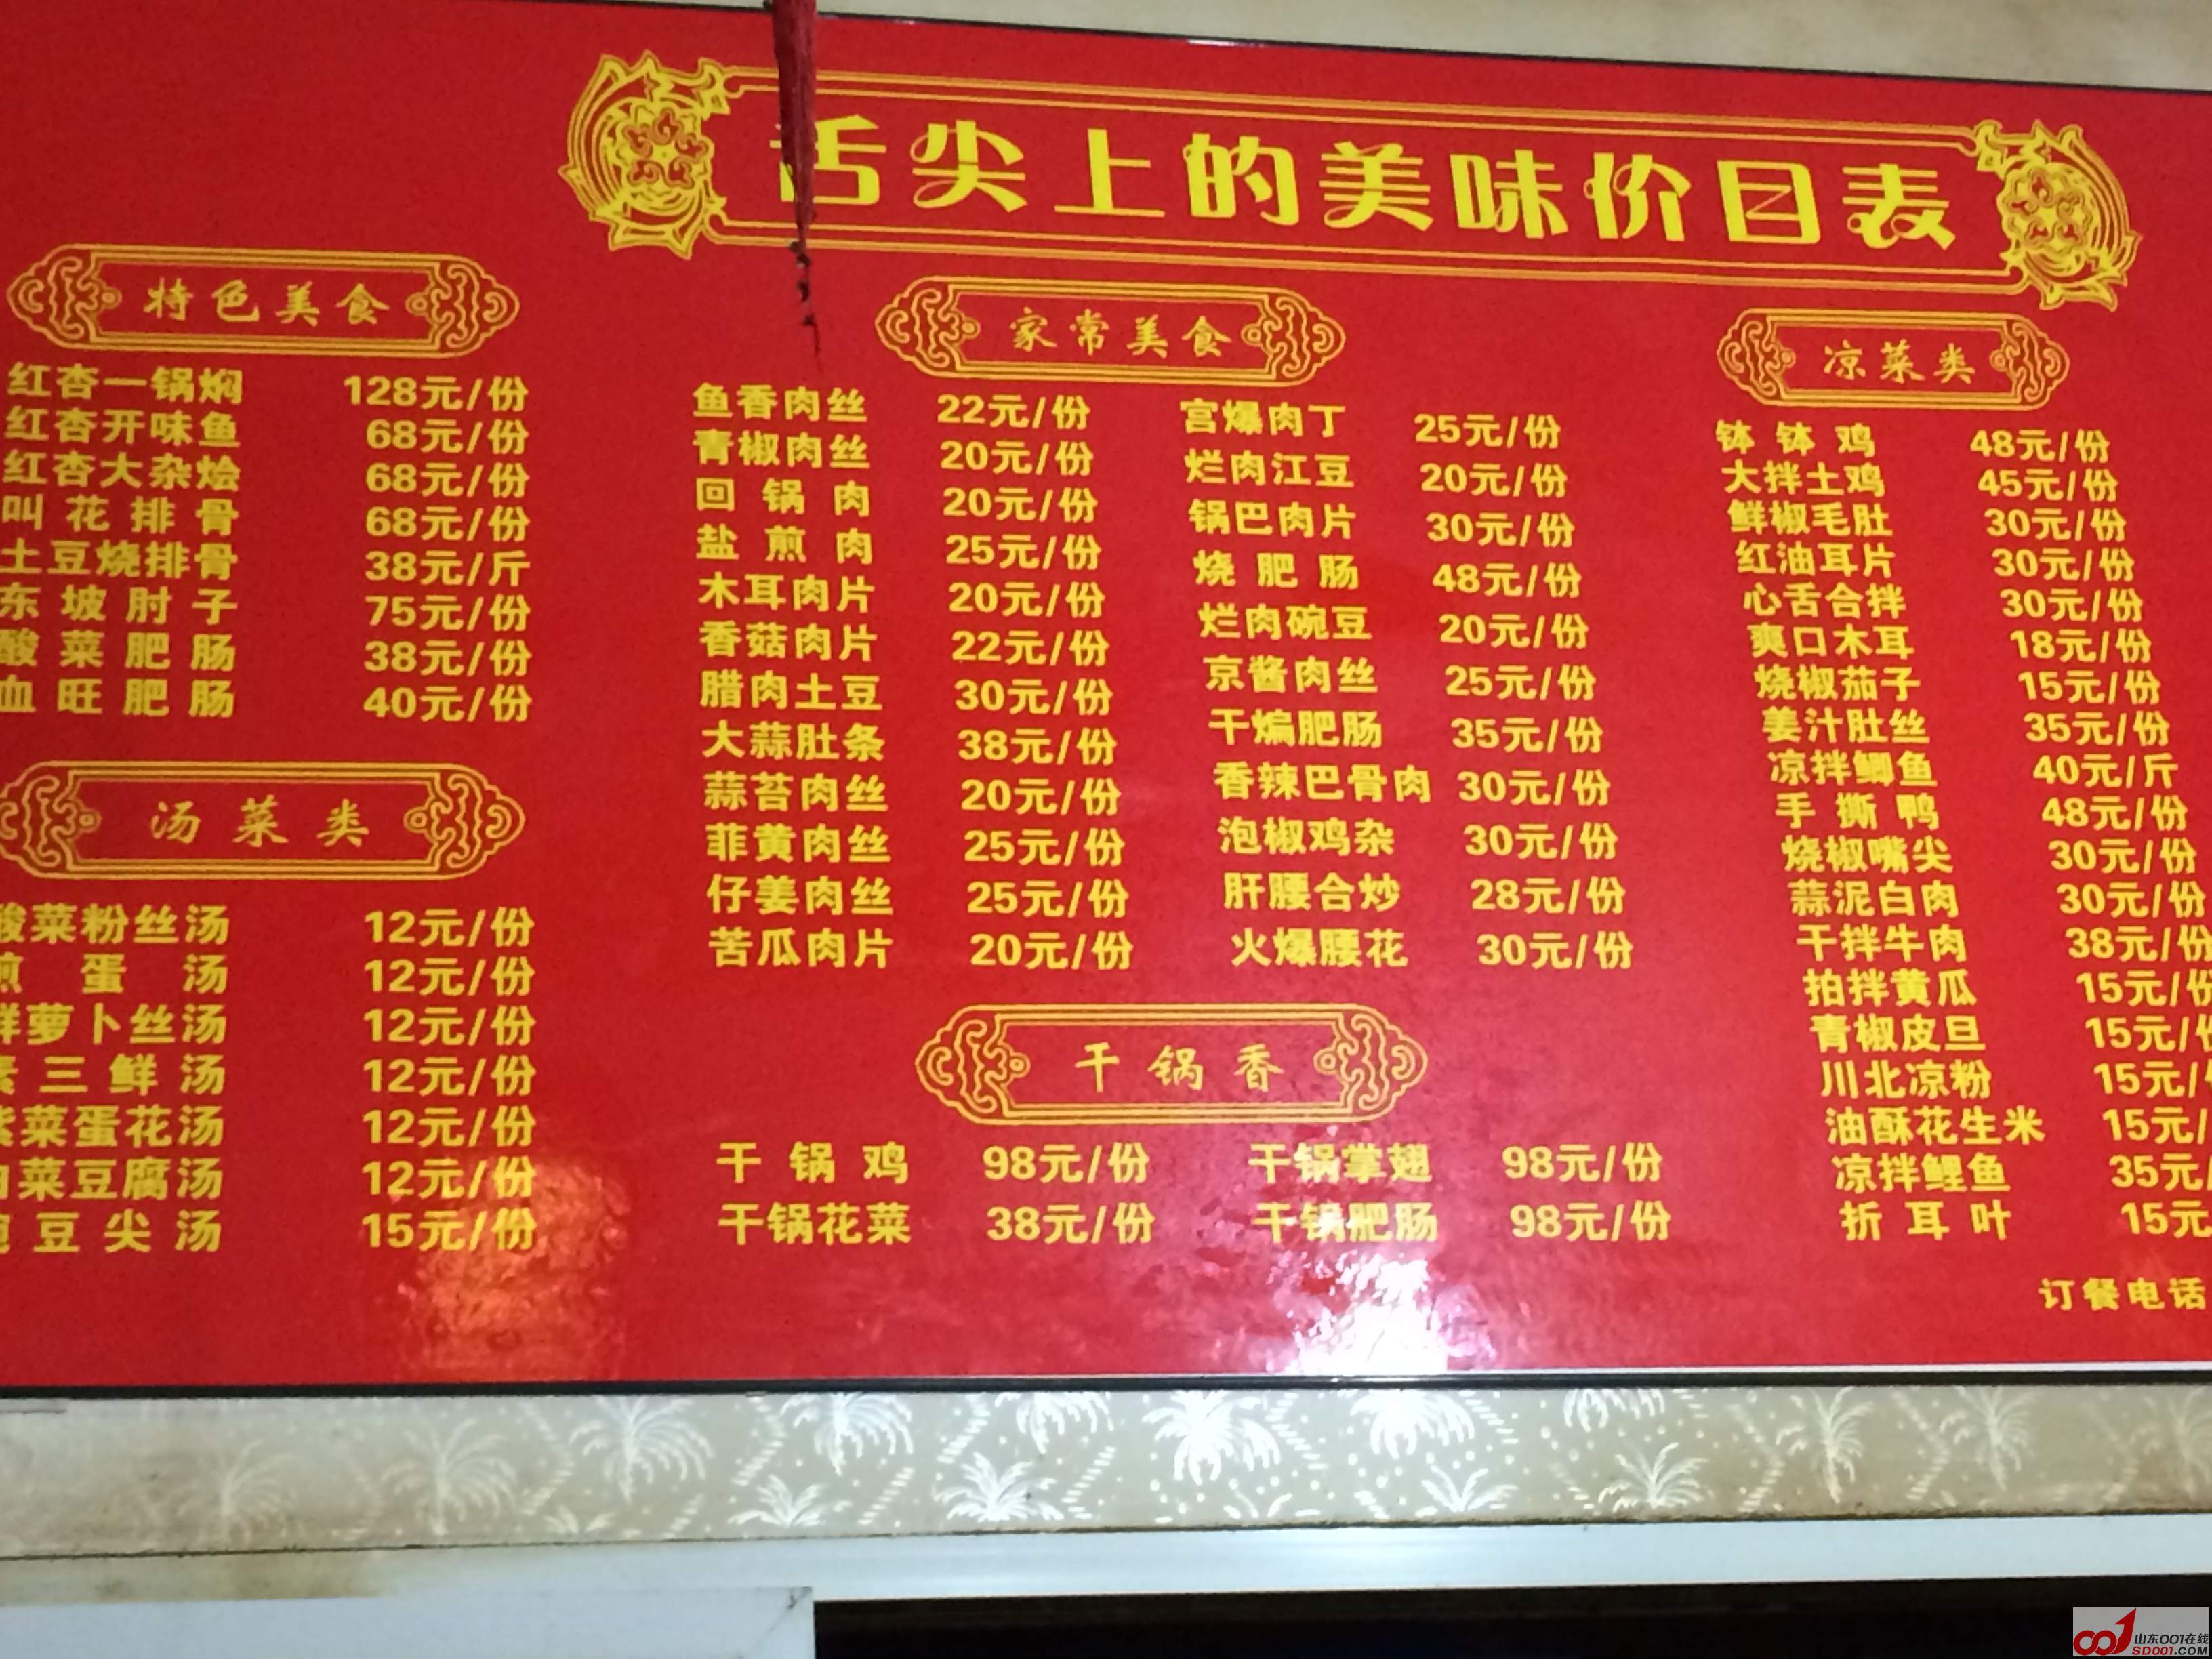 舌尖上的美味价目表
特色美食
红杏一锅焖 128元/份
红杏开味鱼 68元/份
红杏大杂烩 68元/份
叫花排骨 68元/份
土豆烧排骨 38元/斤
东坡肘子 75元/份
酸菜肥肠 38元/份
血旺肥肠 40元/份
汤菜类
酸菜粉丝汤 12元/份
煎蛋汤 12元/份
鲜萝卜丝汤 12元/份
素三鲜汤 12元/份
紫菜蛋花汤 12元/份
菜豆腐汤 12元/份
豌豆尖汤 15元/份
家常美食
鱼香肉丝 22元/份 宫爆肉丁 25元/份
青椒肉丝 20元/份 烂肉江豆 20元/份
回锅肉 20元/份 锅巴肉片 30元/份
盐煎肉 25元/份 烧肥肠 48元/份
木耳肉片 20元/份 烂肉碗豆 20元/份
香菇肉片 22元/份 京酱肉丝 25元/份
腊肉土豆 30元/份 干煸肥肠 35元/份
大蒜肚条 38元/份 香辣巴骨肉 30元/份
蒜苔肉丝 20元/份 泡椒鸡杂 30元/份
菲黄肉丝 25元/份 肝腰合炒 28元/份
仔姜肉丝 25元/份 火爆腰花 30元/份
苦瓜肉片 20元/份
干锅香
干锅鸡 98元/份 干锅掌翅 98元/份
干锅花菜 38元/份 干锅肥肠 98元/份
凉菜类
钵钵鸡 48元/份
大拌土鸡 45元/份
鲜椒毛肚 30元/份
红油耳片 30元/份
心舌合拌 30元/份
爽口木耳 18元/份
烧椒茄子 15元/份
姜汁肚丝 35元/份
凉拌鲫鱼 40元/斤
手撕鸭 48元/份
烧椒嘴尖 30元/份
蒜泥白肉 30元/份
干拌牛肉 38元/份
拍拌黄瓜 15元/份
青椒皮旦 15元/份
川北凉粉 15元/
油酥花生米 15元/
凉拌鲤鱼 35元/
折耳叶 15元
订餐电话
山东001在线
SD001.COM